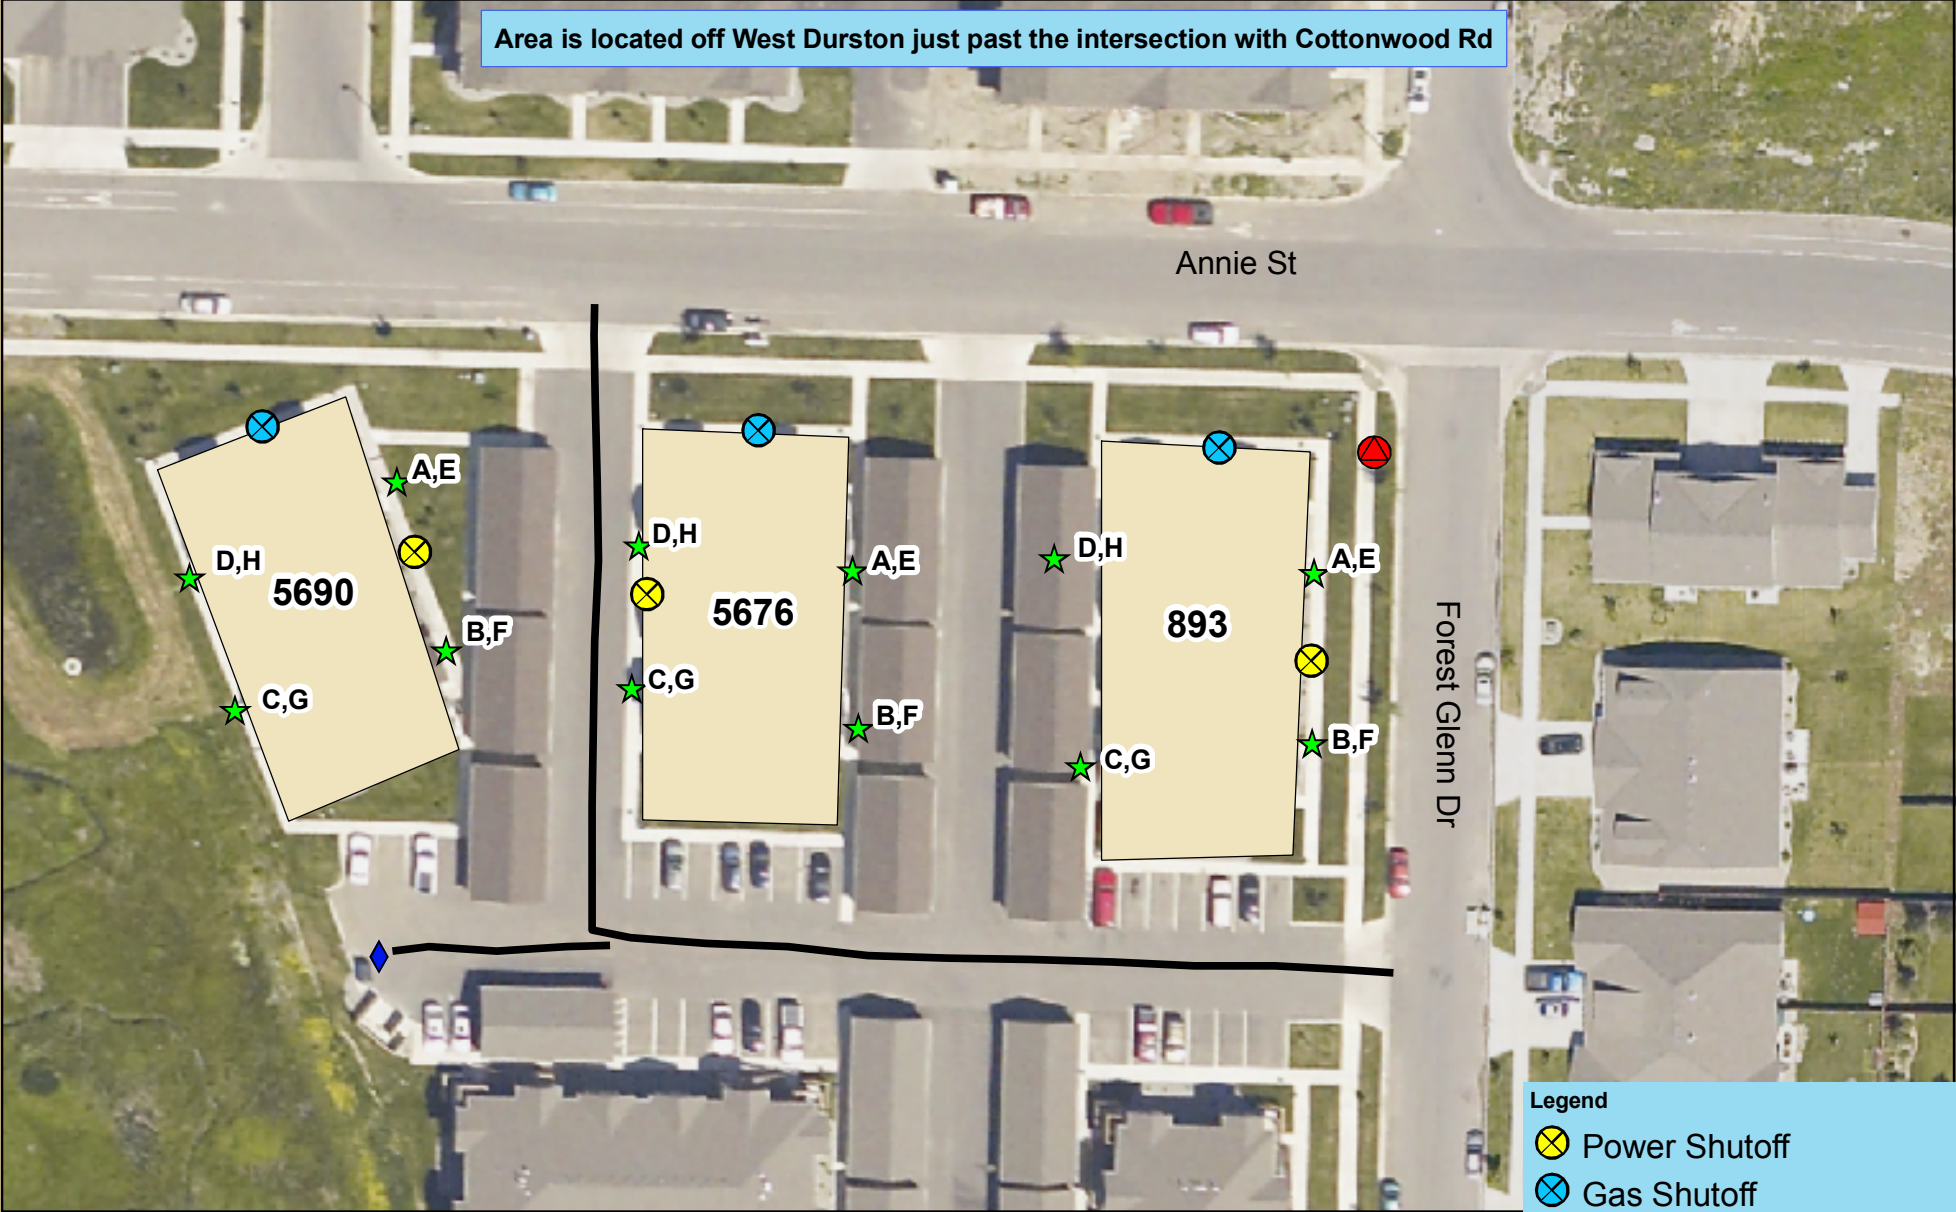 Area is located off West Durston just past the intersection with Cottonwood Rd
Annie St
A,E
D,H
5690
B,F
C,G
D,H
A,E
5676
C,G
B,F
D,H
A,E
893
B,F
C,G
Forest Glenn Dr
Legend
Power Shutoff
Gas Shutoff